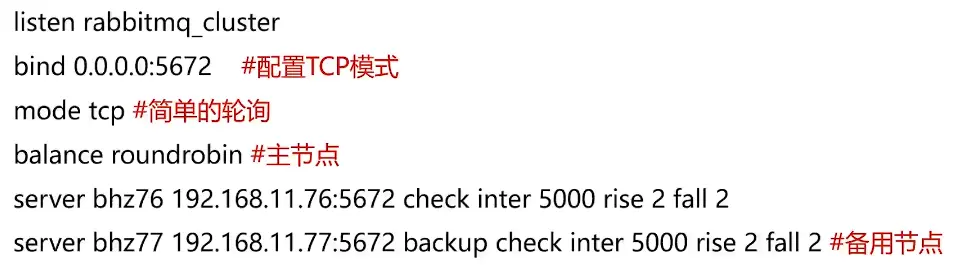 listen rabbitmq_cluster
bind 0.0.0.0:5672 #配置TCP模式
mode tcp #简单的轮询
balance roundrobin #主节点
server bhz76 192.168.11.76:5672 check inter 5000 rise 2 fall 2
server bhz77 192.168.11.77:5672 backup check inter 5000 rise 2 fall 2 #备用节点